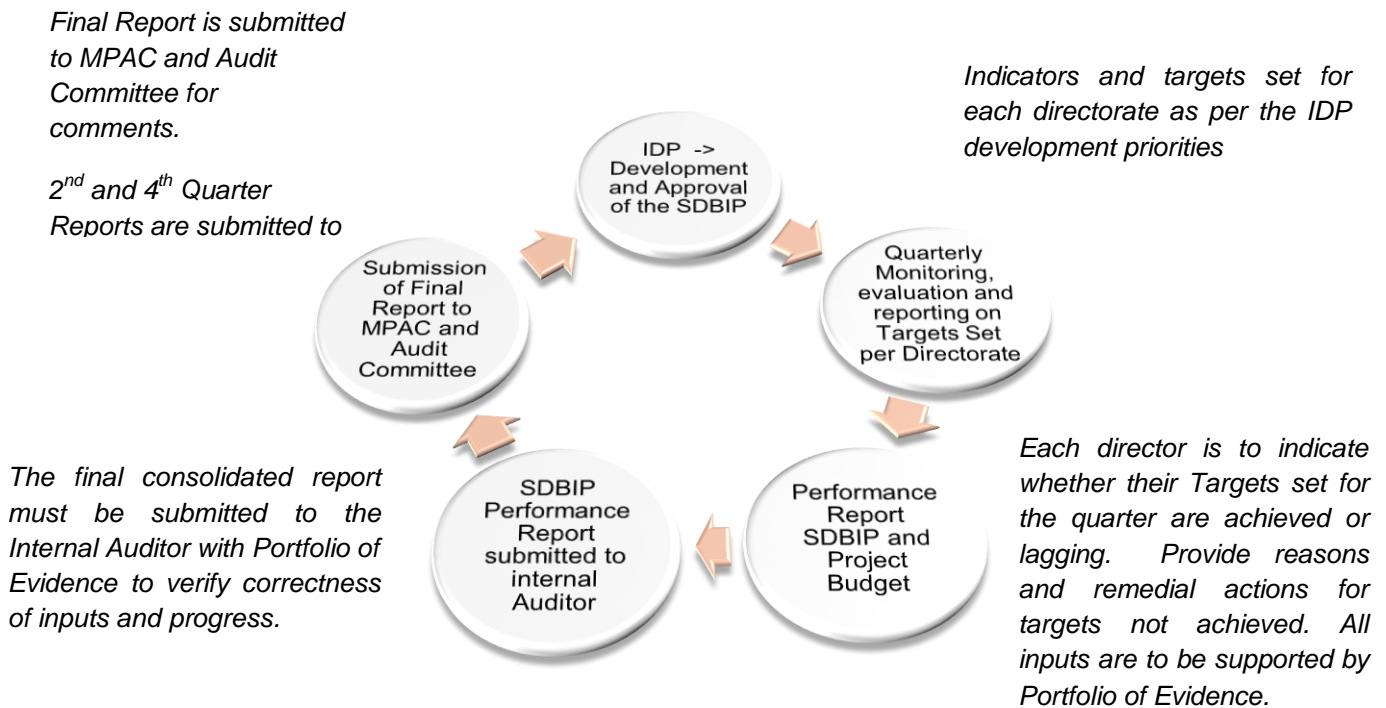 Final Report is submitted
to MPAC and Audit
Committee for
comments.
2nd and 4th Quarter
Reports are submitted to
Indicators and targets set for
each directorate as per the IDP
development priorities
IDP ->
Development
and Approval
of the SDBIP
Quarterly
Monitoring,
evaluation and
reporting on
Targets Set
per Directorate
Submission
of Final
Report to
MPAC and
Audit
Committee
Each director is to indicate
whether their Targets set for
the quarter are achieved or
lagging. Provide reasons
and remedial actions for
targets not achieved. All
inputs are to be supported by
Portfolio of Evidence.
Performance
Report
SDBIP and
Project
Budget
SDBIP
Performance
Report
submitted to
internal
Auditor
The final consolidated report
must be submitted to the
Internal Auditor with Portfolio of
Evidence to verify correctness
of inputs and progress.